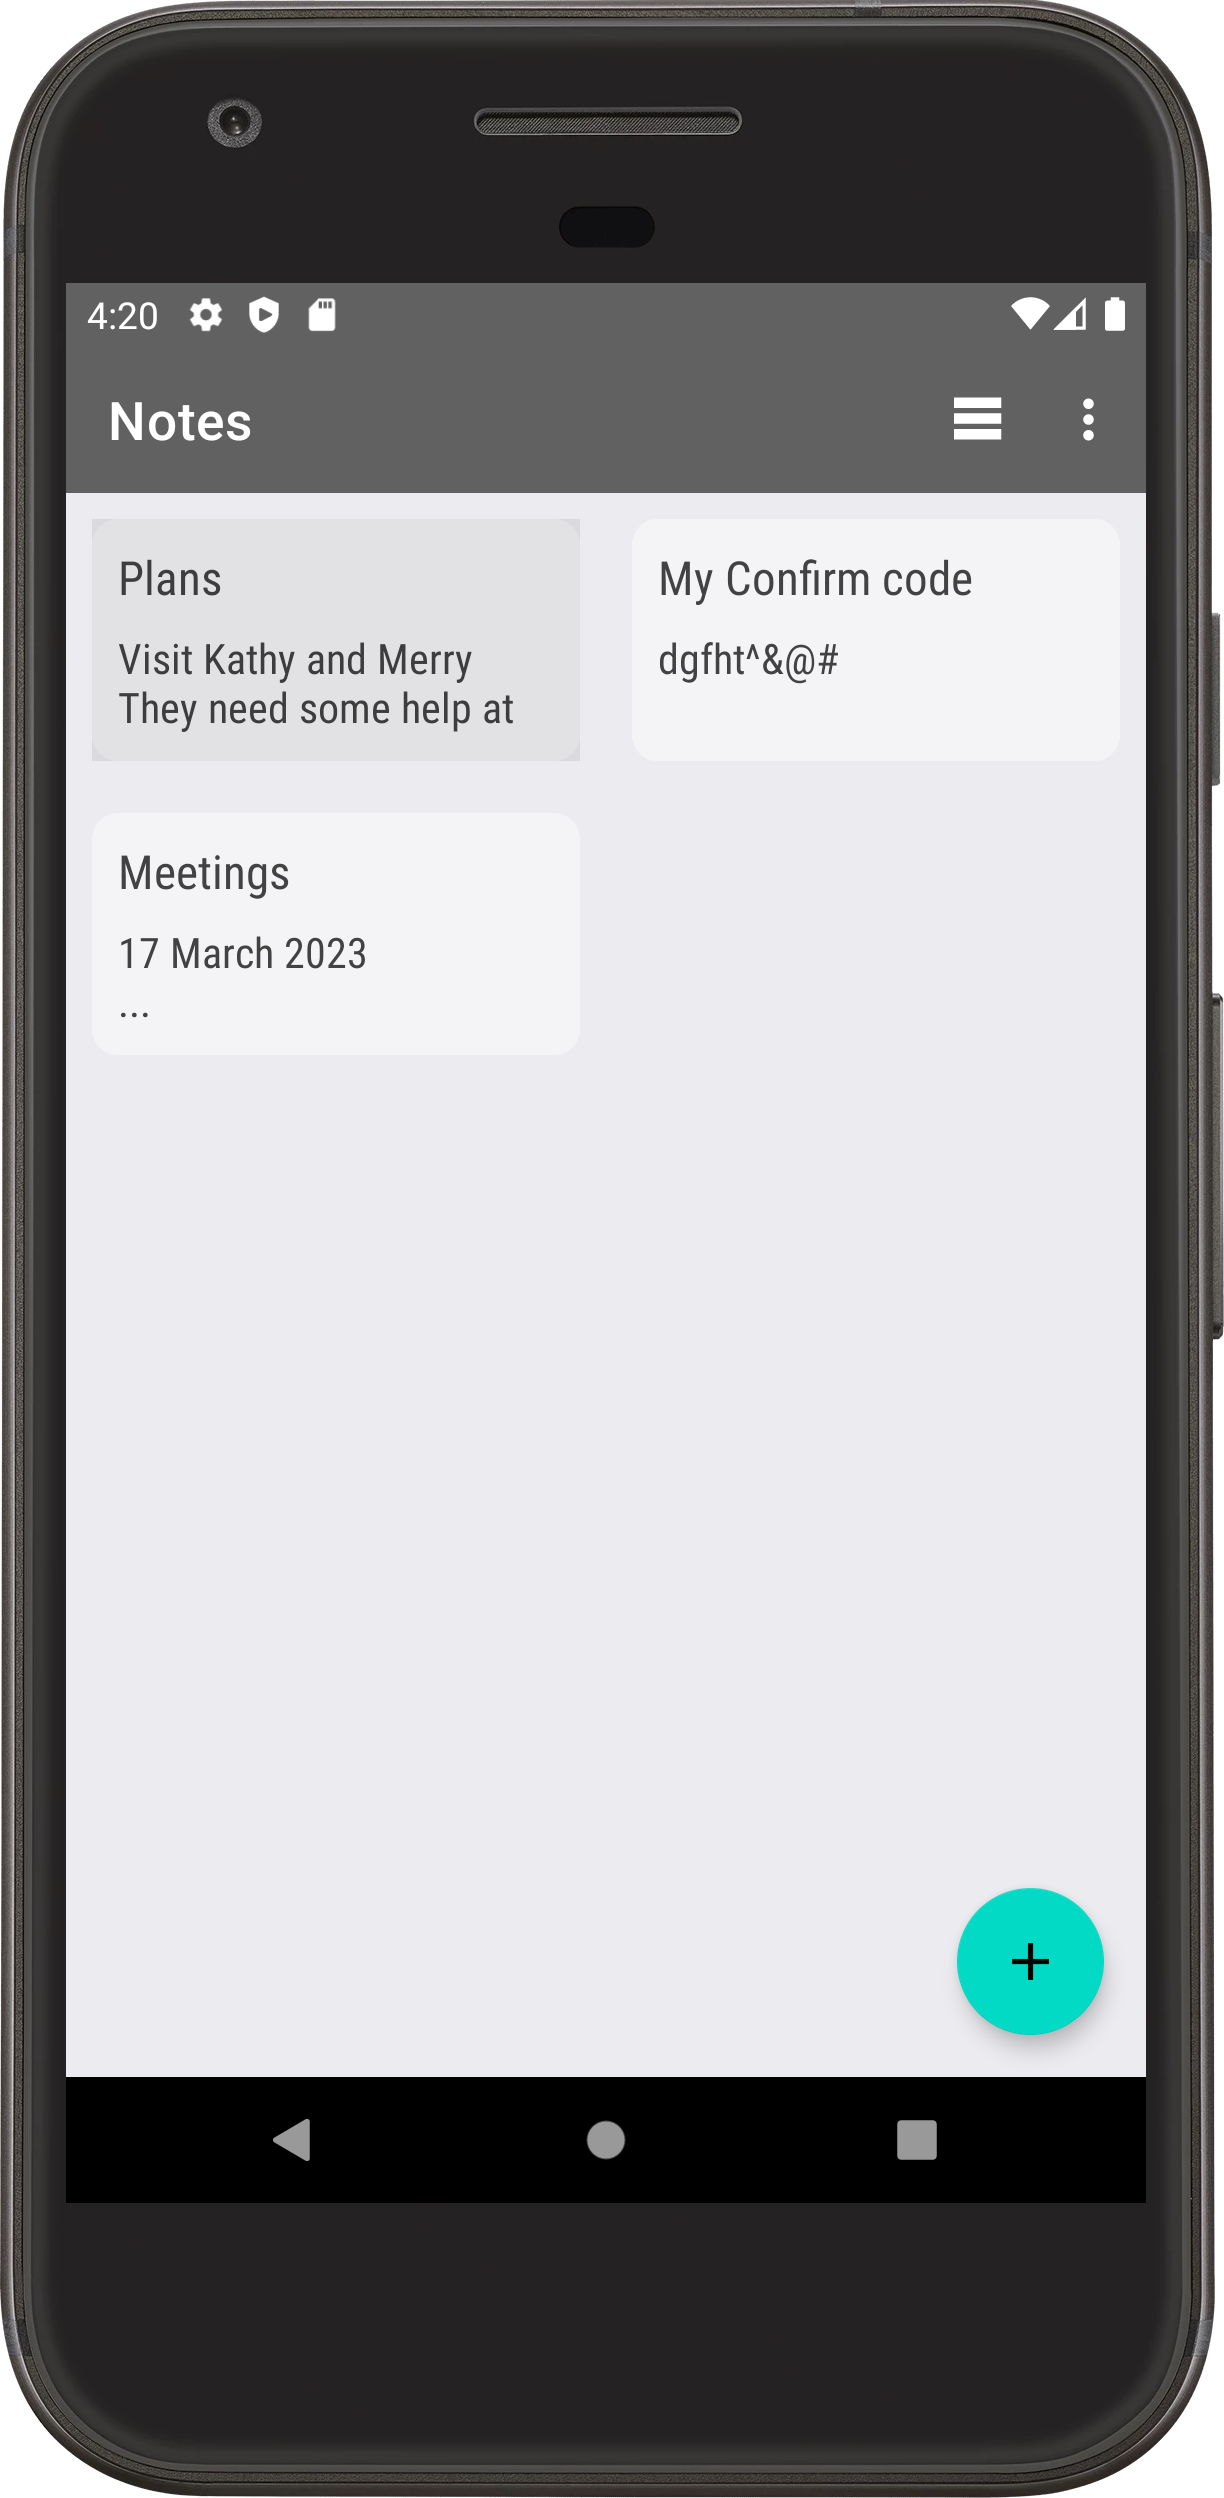 4:20
Notes
Plans
Visit Kathy and Merry
They need some help at
My Confirm code
dgfht^&@#
Meetings
17 March 2023
...